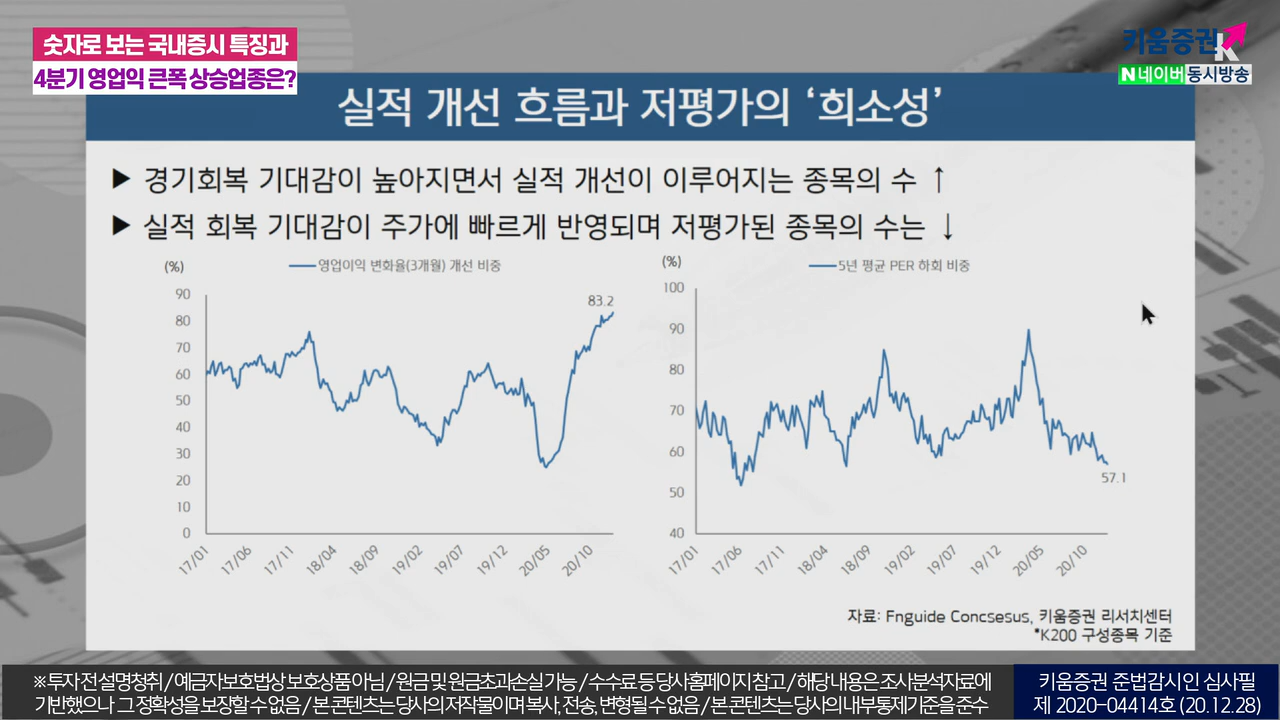 숫자로 보는 국내증시 특징과
4분기 영업익 큰폭 상승업종은?
키움증권
N 네이버 동시방송
실적 개선 흐름과 저평가의 ‘희소성’
▶ 경기회복 기대감이 높아지면서 실적 개선이 이루어지는 종목의 수 ↑
▶ 실적 회복 기대감이 주가에 빠르게 반영되며 저평가된 종목의 수는 ↓
(%)
영업이익 변화율(3개월) 개선 비중
90
80
70
60
50
40
30
20
10
0
83.2
17/01 17/06 17/11 18/04 18/09 19/02 19/07 19/12 20/05 20/10
(%)
5년 평균 PER 하회 비중
100
90
80
70
60
50
40
57.1
17/01 17/06 17/11 18/04 18/09 19/02 19/07 19/12 20/05 20/10
자료: Fnguide Concsesus, 키움증권 리서치센터
*K200 구성종목 기준
※ 투자 전 설명청취 / 예금자보호법상 보호상품 아님 / 원금 및 원금초과손실 가능 / 수수료 등 당사 홈페이지 참고 / 해당 내용은 조사분석자료에
기반했으나 그 정확성을 보장할 수 없음 / 본 콘텐츠는 당사의 저작물이며 복사, 전송, 변형될 수 없음 / 본 콘텐츠는 당사의 내부통제기준을 준수
키움증권 준법감시인 심사필
제 2020-04414호 (20.12.28)